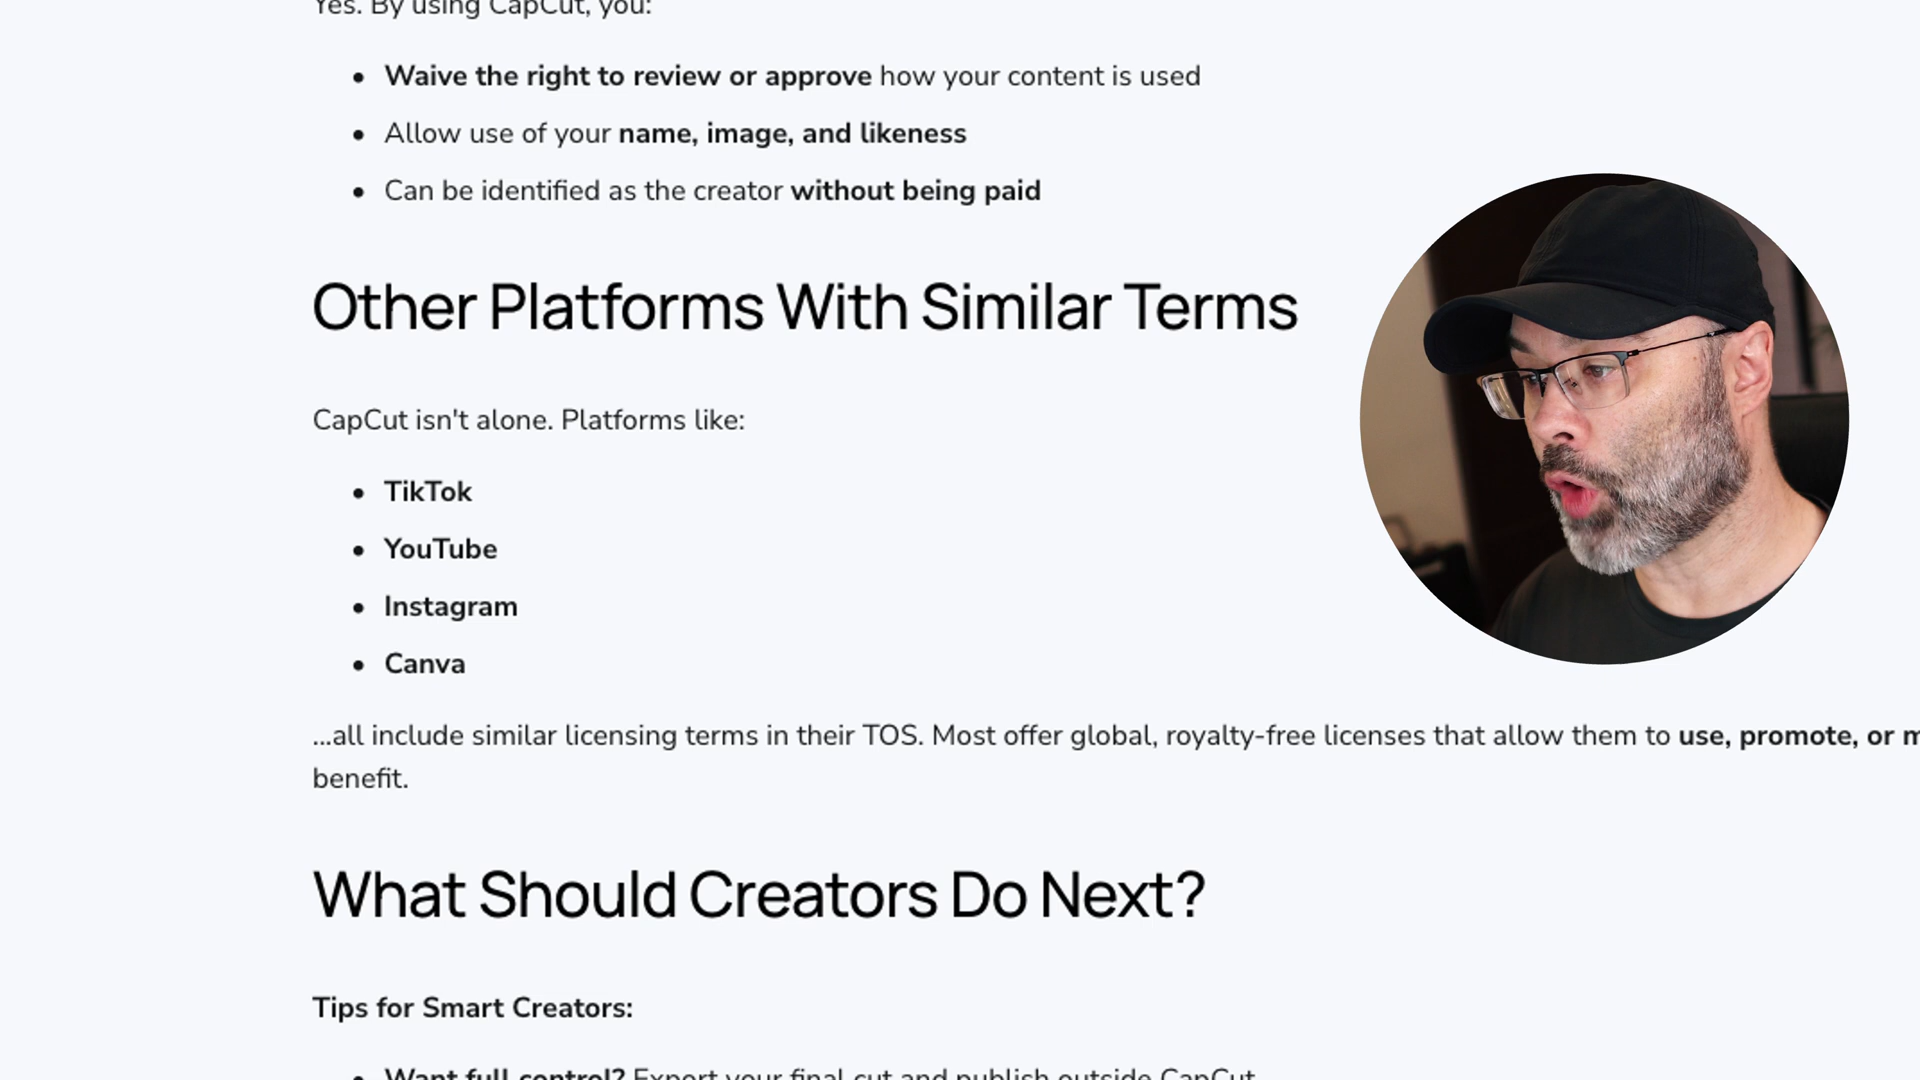 Yes. By using CapCut, you:
• Waive the right to review or approve how your content is used
• Allow use of your name, image, and likeness
• Can be identified as the creator without being paid
Other Platforms With Similar Terms
CapCut isn't alone. Platforms like:
• TikTok
• YouTube
• Instagram
• Canva
...all include similar licensing terms in their TOS. Most offer global, royalty-free licenses that allow them to use, promote, or
benefit.
What Should Creators Do Next?
Tips for Smart Creators:
• Want full control? Export your final cut and publish outside CapCut